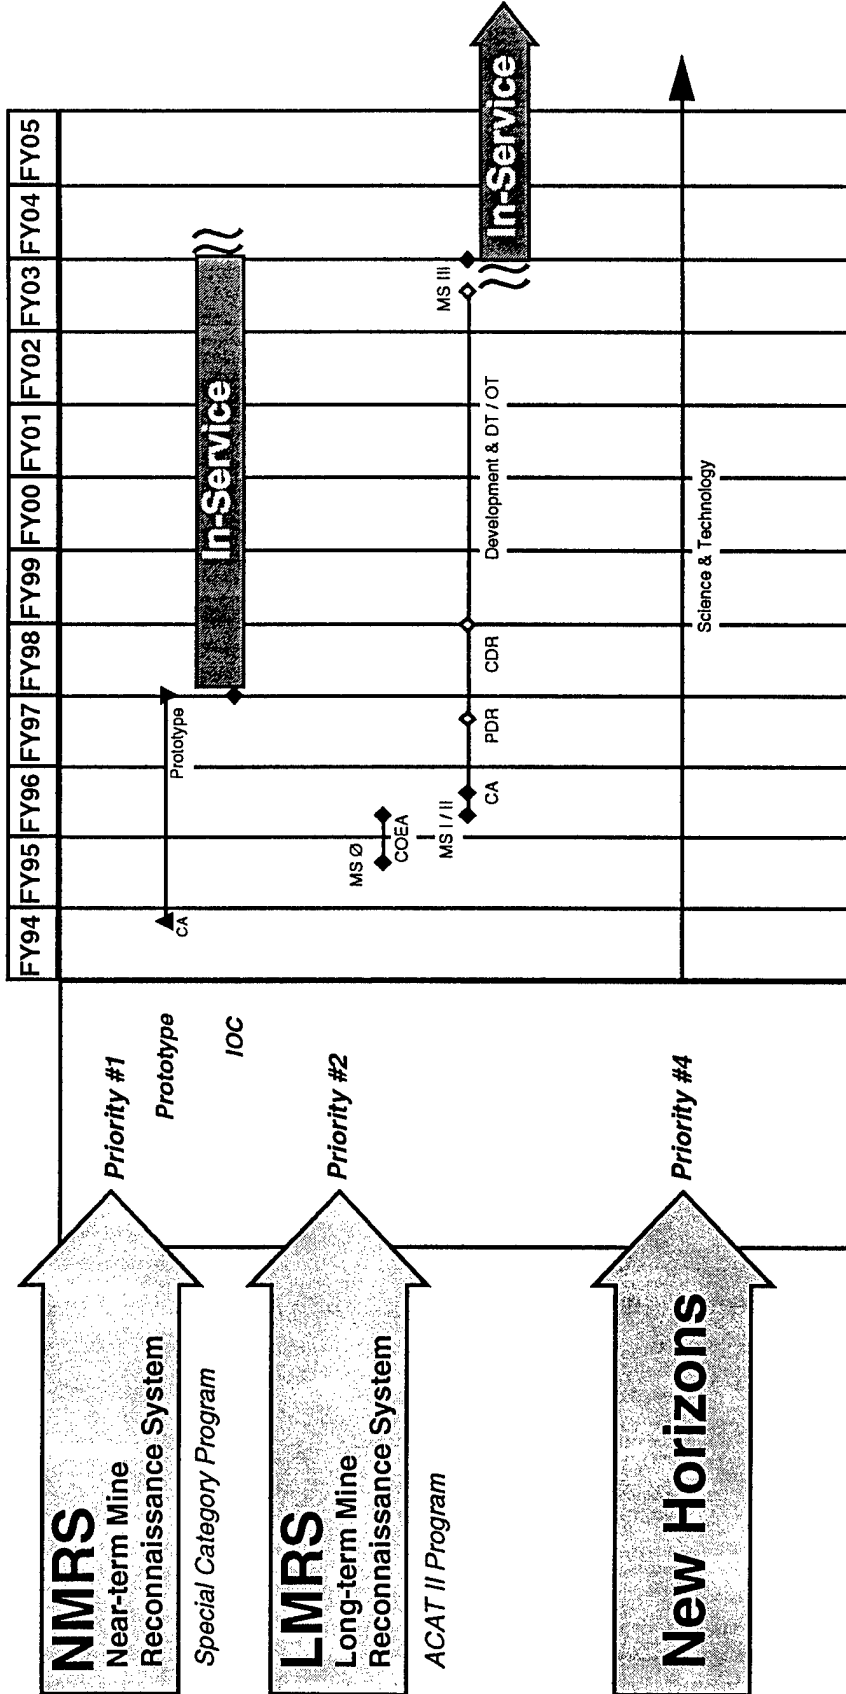 FY94 FY95 FY96 FY97 FY98 FY99 FY00 FY01 FY02 FY03 FY04 FY05
NMRS
Near-term Mine
Reconnaissance System
Special Category Program
Priority #1
Prototype
CA
Prototype
IOC
In-Service
LMRS
Long-term Mine
Reconnaissance System
ACAT II Program
Priority #2
MS Ø
COEA
MS I / II
CA
PDR
CDR
Development & DT / OT
MS III
In-Service
New Horizons
Priority #4
Science & Technology